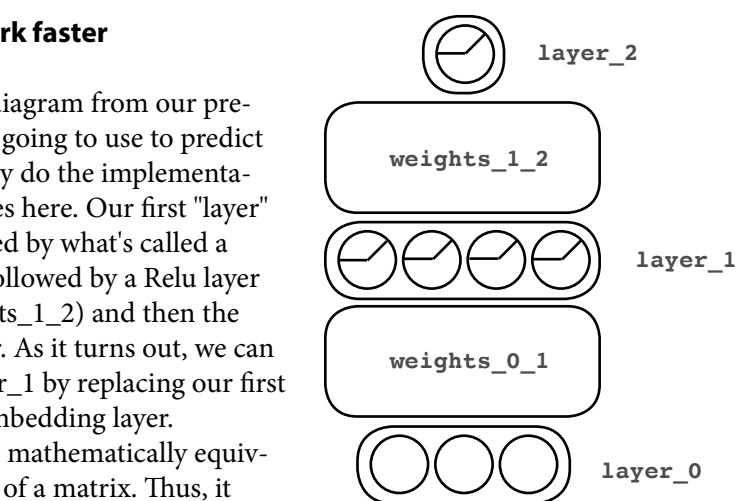 rk faster
diagram from our pre-
going to use to predict
y do the implementa-
es here. Our first "layer"
ed by what's called a
ollowed by a Relu layer
ts_1_2) and then the
r. As it turns out, we can
r_1 by replacing our first
mbedding layer.
mathematically equiv-
of a matrix. Thus, it
layer_2
weights_1_2
layer_1
weights_0_1
layer_0